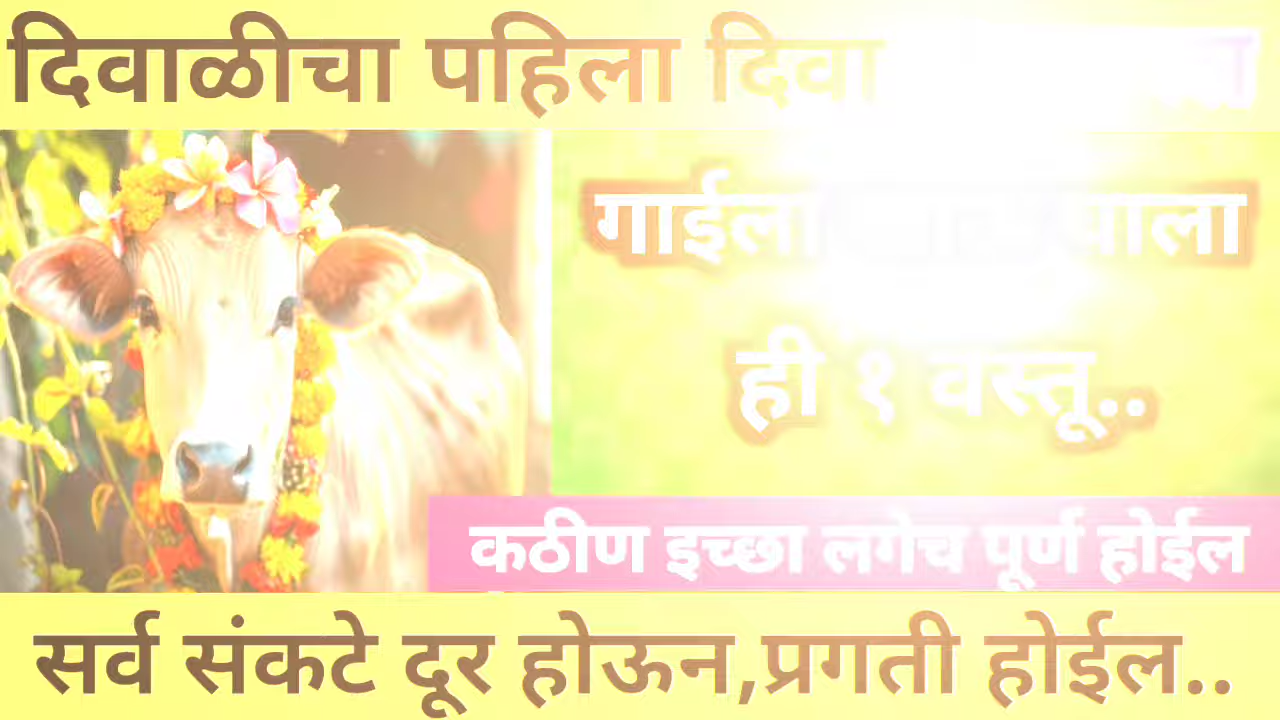 दिवाळीचा पहिला
गाईला
ही १ वस्तू..
कठीण इच्छा लगेच पूर्ण होईल
सर्व संकटे दूर होऊन,प्रगती होईल..